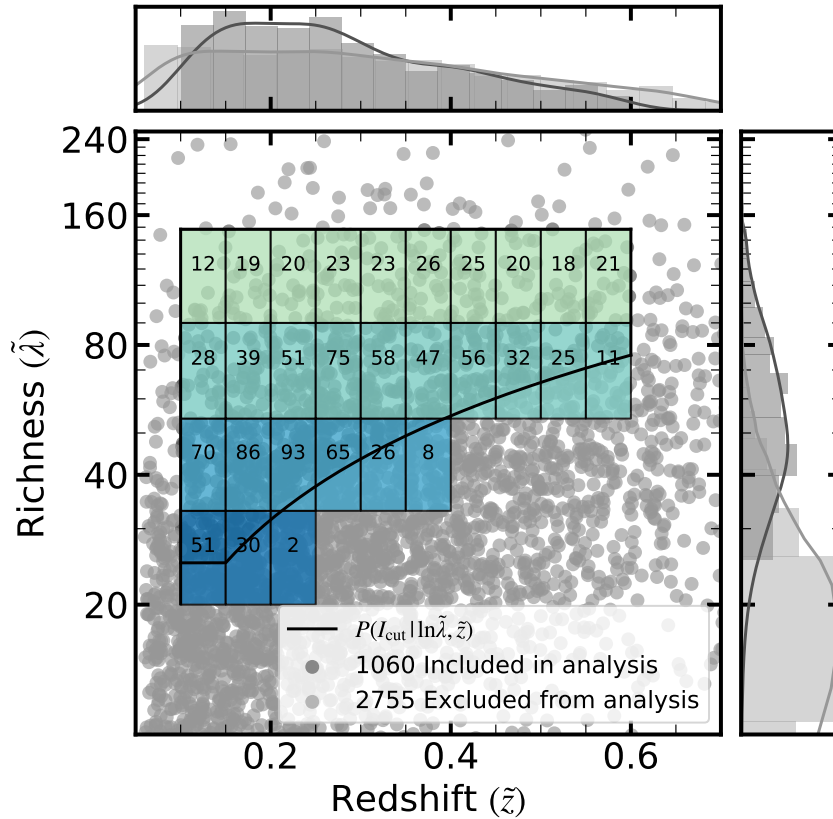 240
160
80
40
20
Richness (λ̃)
12 19 20 23 23 26 25 20 18 21
28 39 51 75 58 47 56 32 25 11
70 86 93 65 26 8
51 30 2
P(I_cut | lnλ̃, z̃)
1060 Included in analysis
2755 Excluded from analysis
0.2 0.4 0.6
Redshift (z̃)